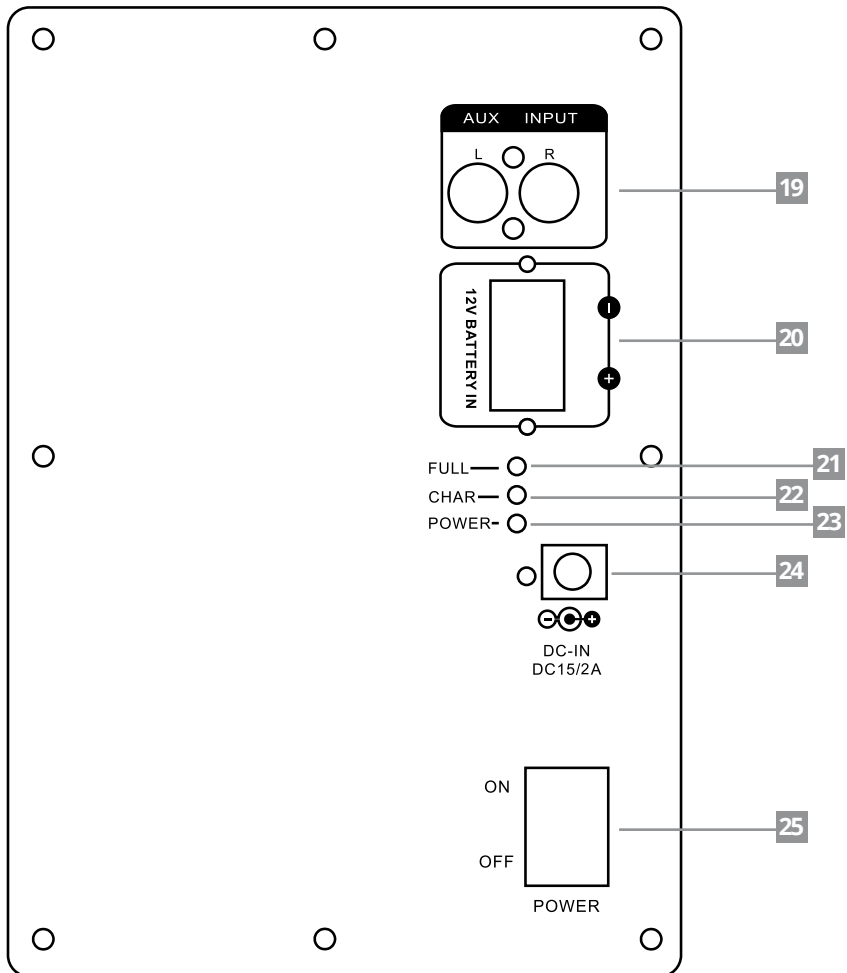 AUX INPUT
L R
19
12V BATTERY IN
- +
20
FULL
21
CHAR
22
POWER
23
24
- +
DC-IN
DC15/2A
ON
25
OFF
POWER